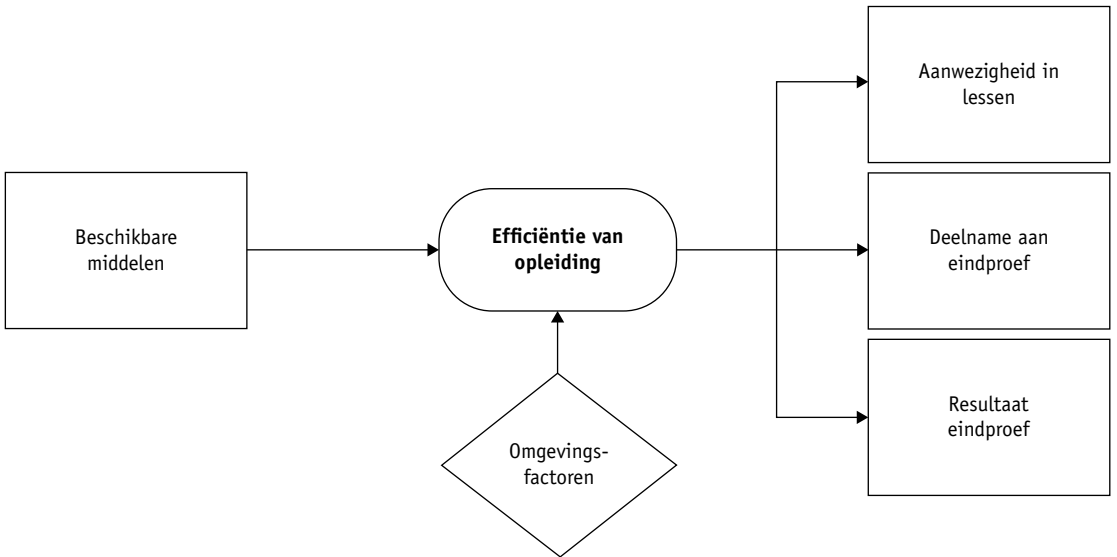 Aanwezigheid in
lessen
Beschikbare
middelen
Efficiëntie van
opleiding
Deelname aan
eindproef
Omgevings-
factoren
Resultaat
eindproef